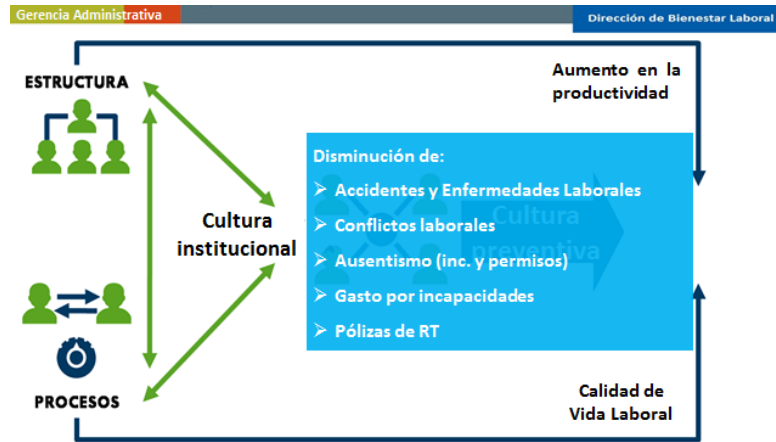 Gerencia Administrativa
Dirección de Bienestar Laboral
ESTRUCTURA
Aumento en la
productividad
Disminución de:
➢ Accidentes y Enfermedades Laborales
➢ Conflictos laborales
➢ Ausentismo (inc. y permisos)
➢ Gasto por incapacidades
➢ Pólizas de RT
Cultura
preventiva
Cultura
institucional
PROCESOS
Calidad de
Vida Laboral